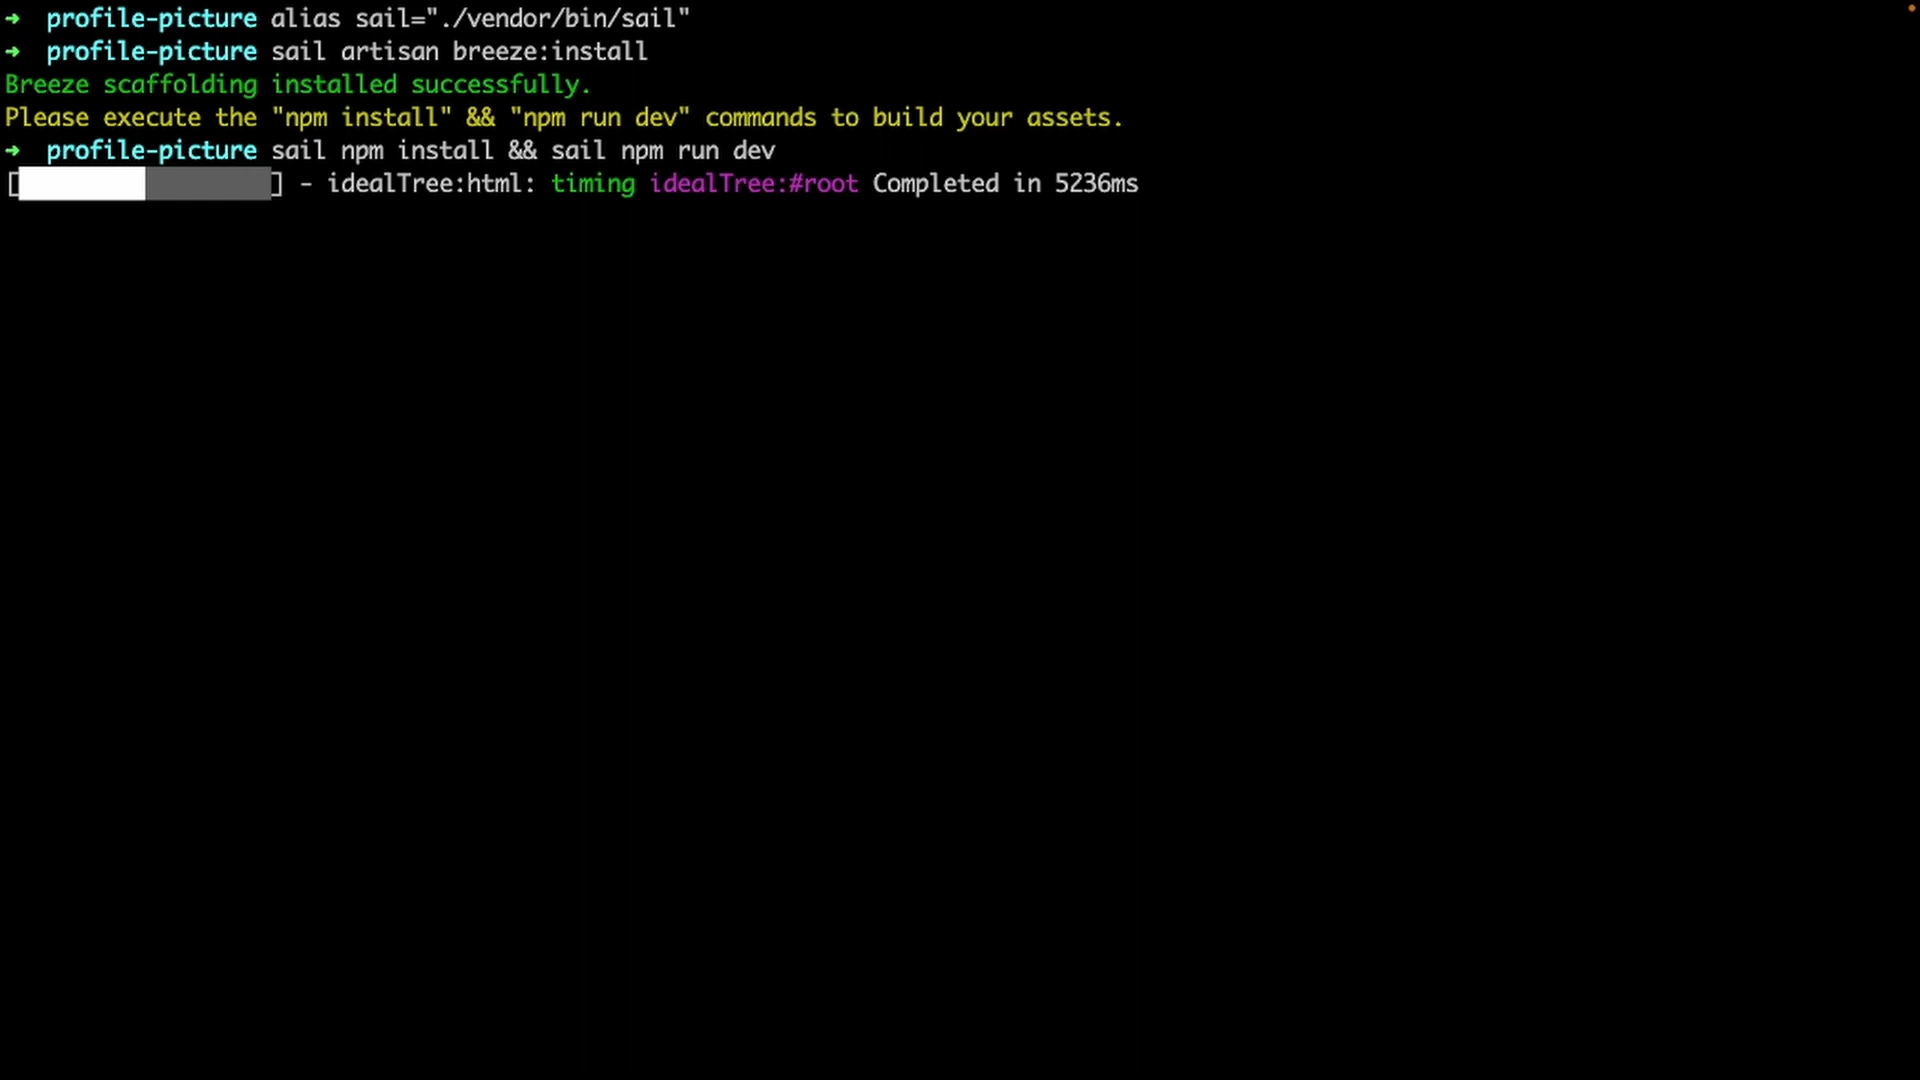 ➜  profile-picture alias sail="./vendor/bin/sail"
➜  profile-picture sail artisan breeze:install
Breeze scaffolding installed successfully.
Please execute the "npm install" && "npm run dev" commands to build your assets.
➜  profile-picture sail npm install && sail npm run dev
[                  ] - idealTree:html: timing idealTree:#root Completed in 5236ms